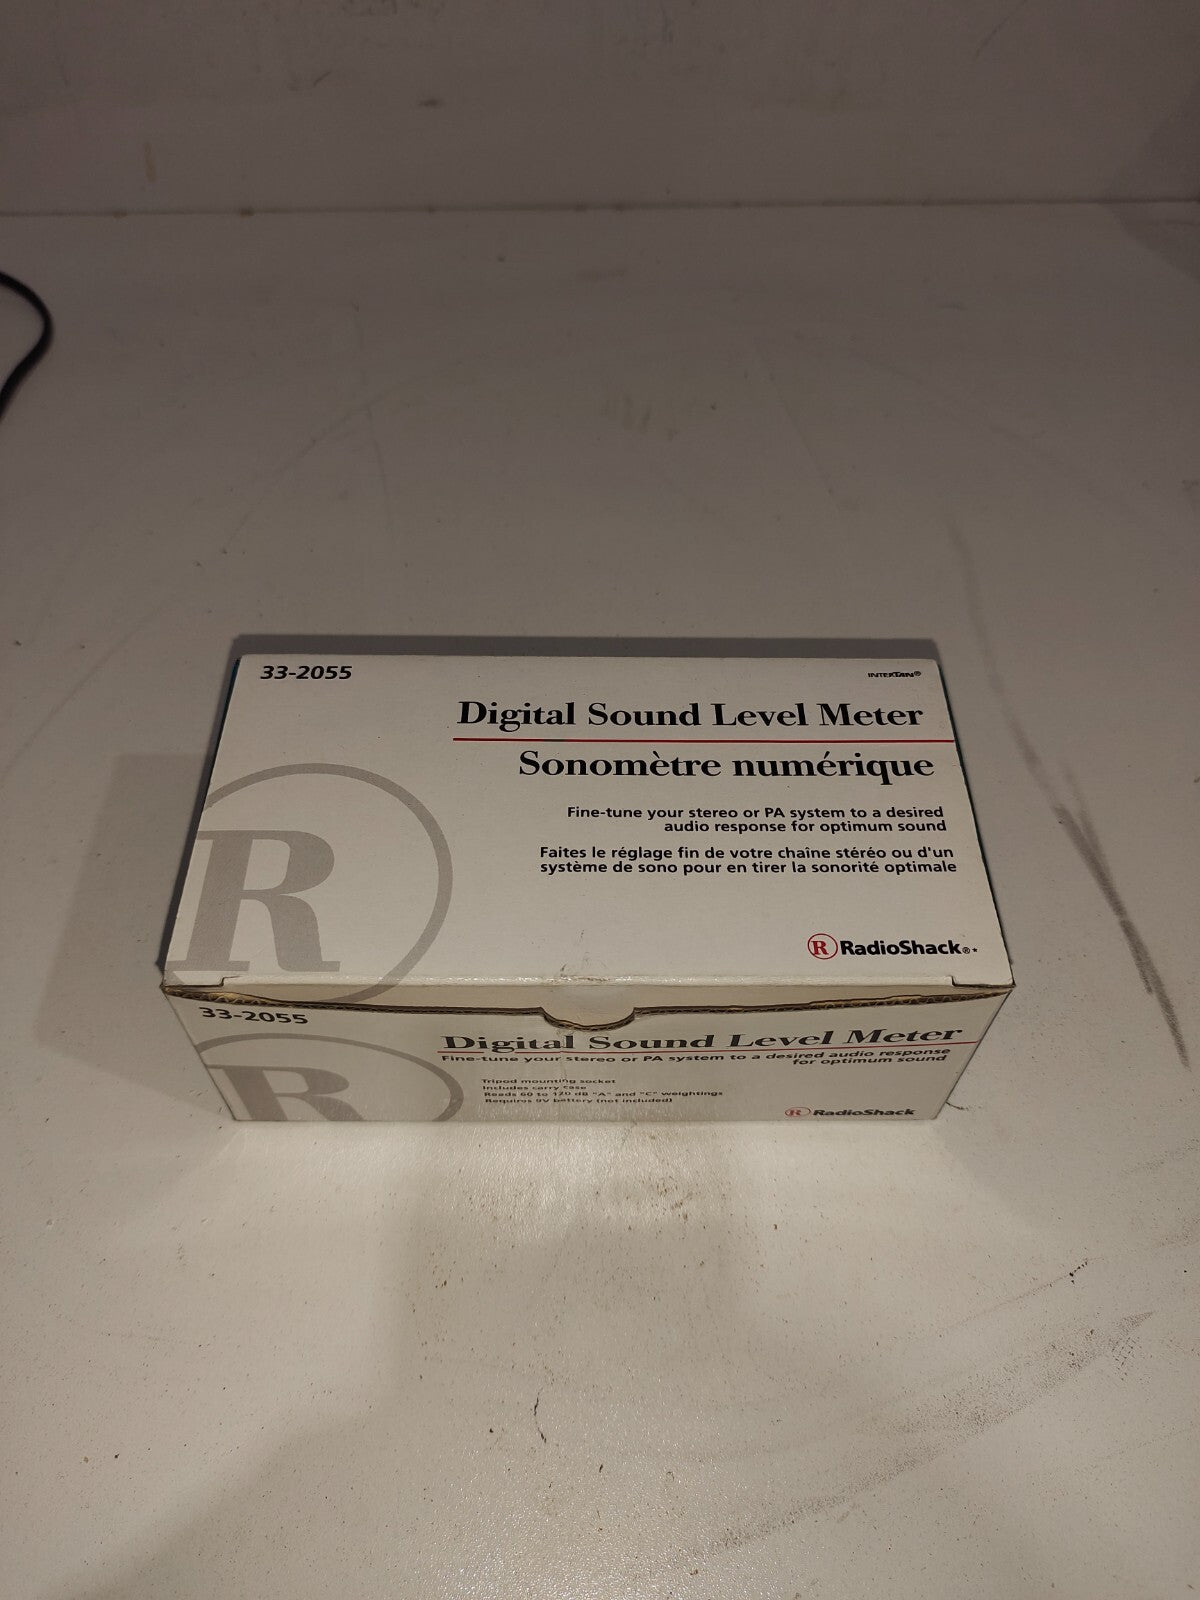 33-2055
INTERTAN®
Digital Sound Level Meter
Sonomètre numérique
Fine-tune your stereo or PA system to a desired
audio response for optimum sound
Faites le réglage fin de votre chaîne stéréo ou d'un
système de sono pour en tirer la sonorité optimale
R
R RadioShack®*
33-2055
Digital Sound Level Meter
Fine-tune your stereo or PA system to a desired audio response
for optimum sound
Tripod mounting socket
Includes carry case
Reads 60 to 120 dB "A" and "C" weightings
Requires 9V battery (not included)
R
R RadioShack